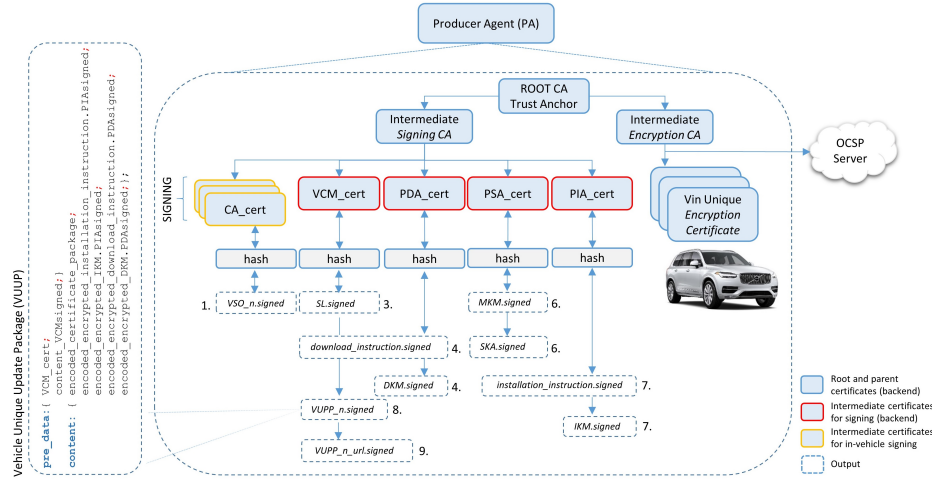 Producer Agent (PA)
ROOT CA
Trust Anchor
Intermediate
Signing CA
Intermediate
Encryption CA
OCSP
Server
SIGNING
CA_cert
VCM_cert
PDA_cert
PSA_cert
PIA_cert
Vin Unique
Encryption
Certificate
hash
hash
hash
hash
hash
1.
VSO_n.signed
SL.signed
3.
MKM.signed
6.
download_instruction.signed
4.
SKA.signed
6.
DKM.signed
4.
installation_instruction.signed
7.
VUPP_n.signed
8.
IKM.signed
7.
VUPP_n_url.signed
9.
Vehicle Unique Update Package (VUUP)
pre_data:{ VCM_cert;
content_VCMsigned;}
content: { encoded_certificate_package;
encoded_encrypted_installation_instruction.PIAsigned;
encoded_encrypted_IKM.PIAsigned;
encoded_encrypted_download_instruction.PDAsigned;
encoded_encrypted_DKM.PDAsigned;};
Root and parent
certificates (backend)
Intermediate certificates
for signing (backend)
Intermediate certificates
for in-vehicle signing
Output